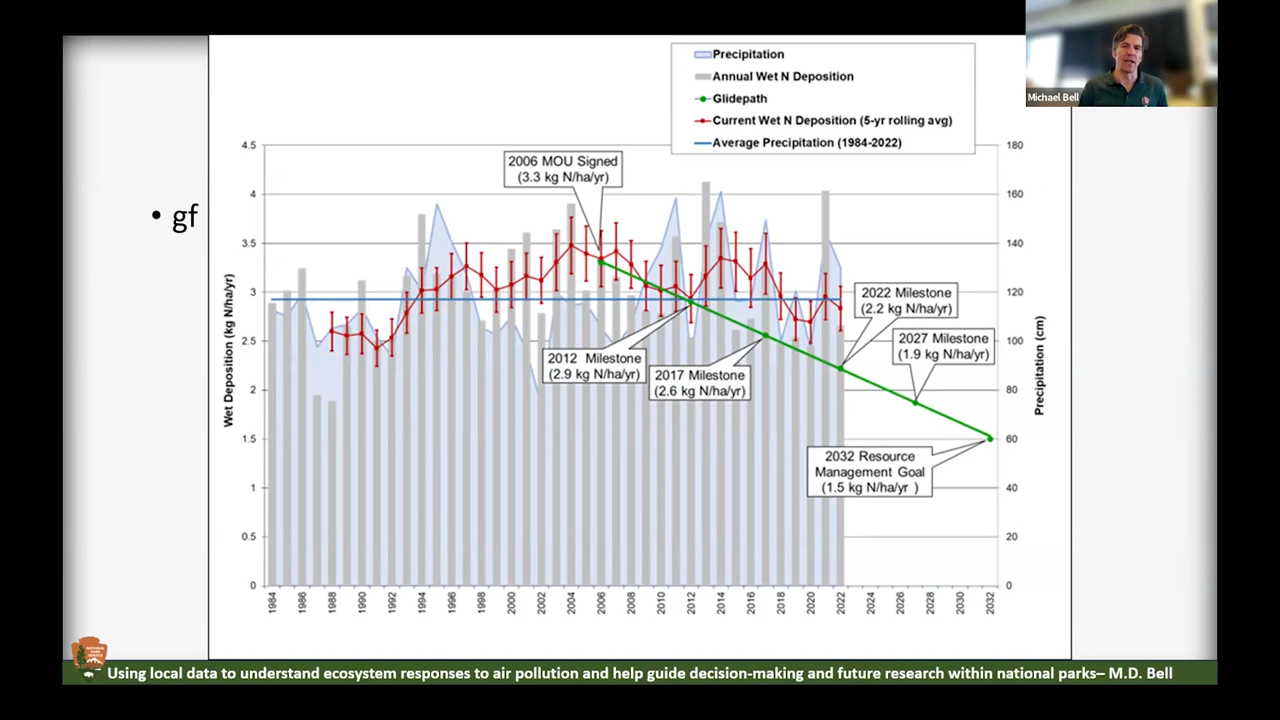 Michael Bell
Precipitation
Annual Wet N Deposition
Glidepath
Current Wet N Deposition (5-yr rolling avg)
Average Precipitation (1984-2022)
• gf
Wet Deposition (kg N/ha/yr)
4.5
4
3.5
3
2.5
2
1.5
1
0.5
0
2006 MOU Signed
(3.3 kg N/ha/yr)
2012 Milestone
(2.9 kg N/ha/yr)
2017 Milestone
(2.6 kg N/ha/yr)
2022 Milestone
(2.2 kg N/ha/yr)
2027 Milestone
(1.9 kg N/ha/yr)
2032 Resource
Management Goal
(1.5 kg N/ha/yr )
180
160
140
120
100
80
60
40
20
0
Precipitation (cm)
1984 1986 1988 1990 1992 1994 1996 1998 2000 2002 2004 2006 2008 2010 2012 2014 2016 2018 2020 2022 2024 2026 2028 2030 2032
NATIONAL
PARK
SERVICE
Using local data to understand ecosystem responses to air pollution and help guide decision-making and future research within national parks– M.D. Bell